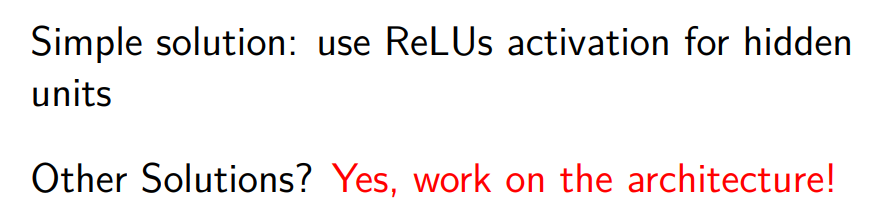 Simple solution: use ReLUs activation for hidden
units
Other Solutions? Yes, work on the architecture!